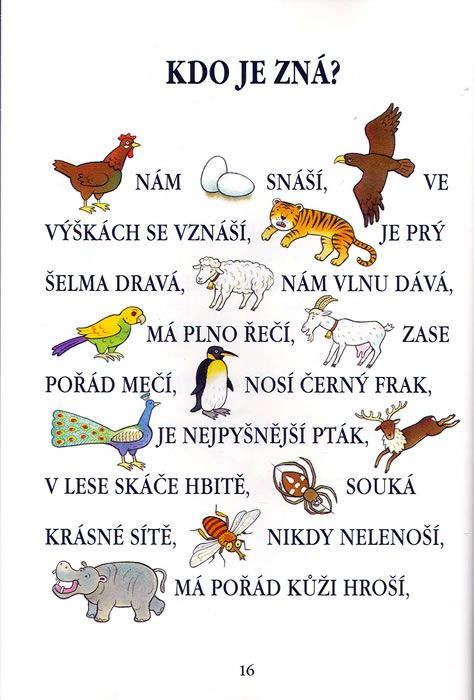 KDO JE ZNÁ?
NÁM SNÁŠÍ, VE
VÝŠKÁCH SE VZNÁŠÍ, JE PRÝ
ŠELMA DRAVÁ, NÁM VLNU DÁVÁ,
MÁ PLNO ŘEČÍ, ZASE
POŘÁD MEČÍ, NOSÍ ČERNÝ FRAK,
JE NEJPYŠNĚJŠÍ PTÁK,
V LESE SKÁČE HBITĚ, SOUKÁ
KRÁSNÉ SÍTĚ, NIKDY NELENOŠÍ,
MÁ POŘÁD KŮŽI HROŠÍ,
16